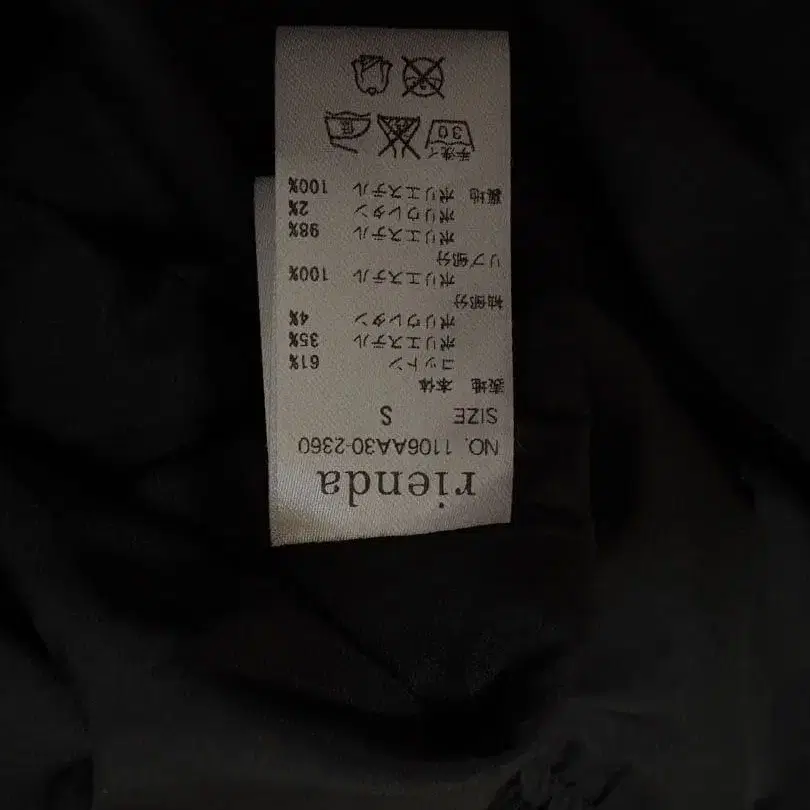 rienda
NO. 1106AA30-2360
SIZE S
表地 本体
コットン 61%
ポリエステル 35%
ポリウレタン 4%
袖部分
ポリエステル 100%
リブ部分
ポリエステル 98%
ポリウレタン 2%
裏地 ポリエステル 100%
手洗イ 30